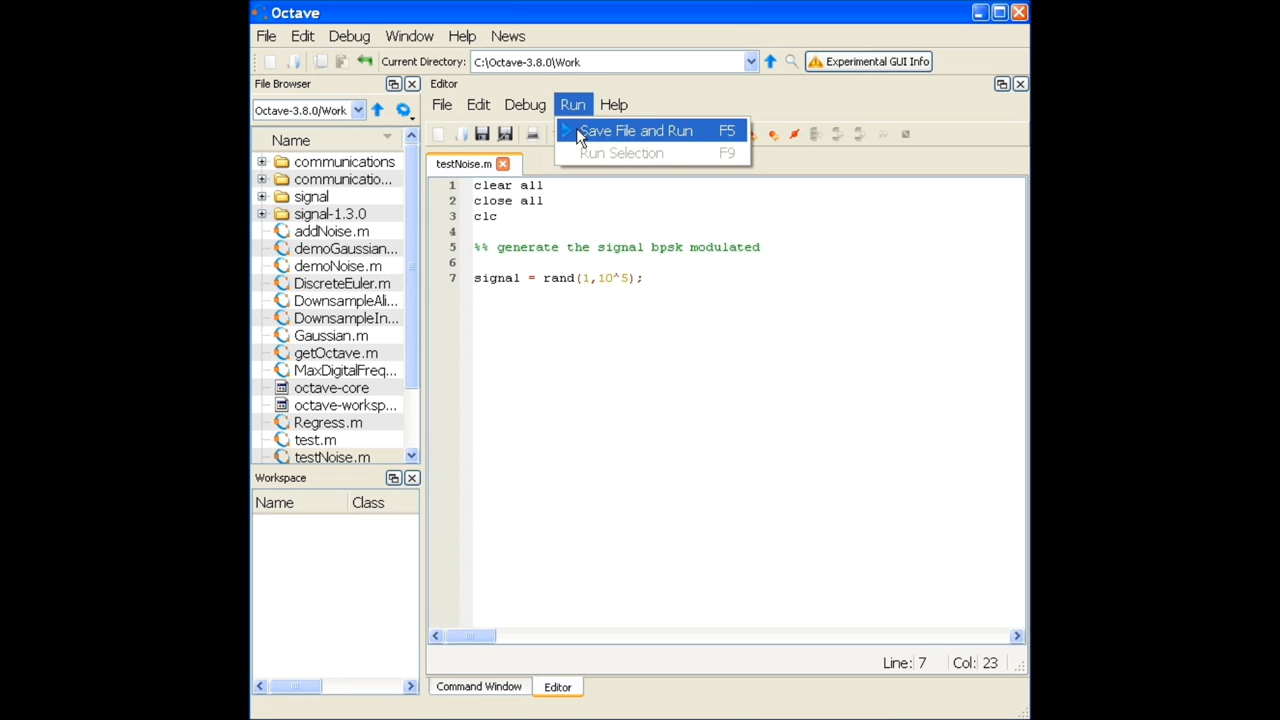 Octave
File Edit Debug Window Help News
Current Directory: C:\Octave-3.8.0\Work Experimental GUI Info
File Browser
Octave-3.8.0/Work
Name
communications
communicatio...
signal
signal-1.3.0
addNoise.m
demoGaussian...
demoNoise.m
DiscreteEuler.m
DownsampleAli...
DownsampleIn...
Gaussian.m
getOctave.m
MaxDigitalFreq...
octave-core
octave-worksp...
Regress.m
test.m
testNoise.m
Workspace
Name Class
Editor
File Edit Debug Run Help
Save File and Run F5
Run Selection F9
testNoise.m
1 clear all
2 close all
3 clc
4
5 %% generate the signal bpsk modulated
6
7 signal = rand(1,10^5);
Line: 7 Col: 23
Command Window Editor